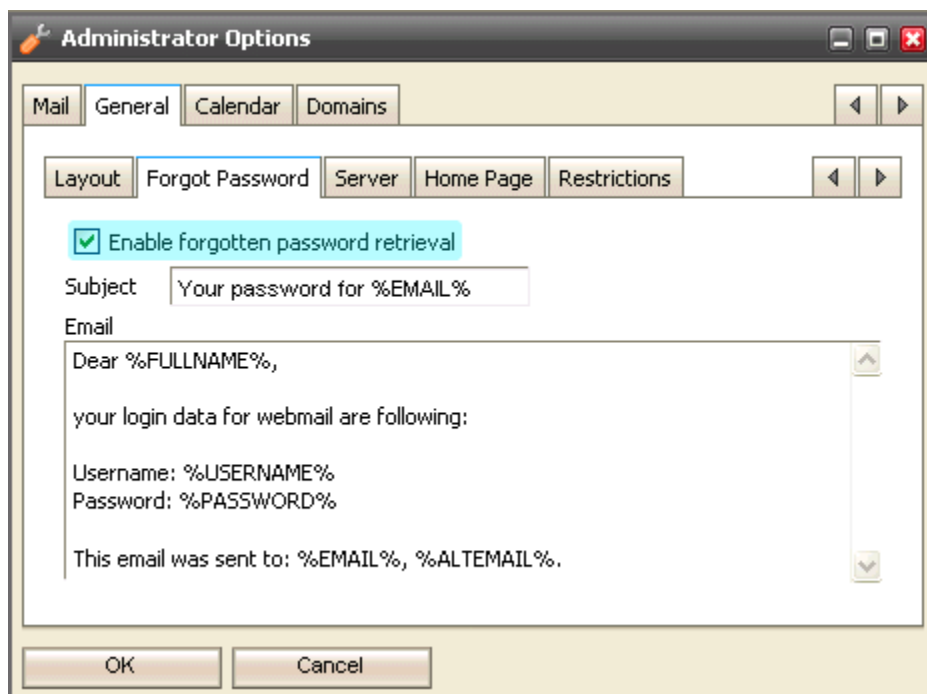 Administrator Options
Mail General Calendar Domains
Layout Forgot Password Server Home Page Restrictions
Enable forgotten password retrieval
Subject Your password for %EMAIL%
Email
Dear %FULLNAME%,
your login data for webmail are following:
Username: %USERNAME%
Password: %PASSWORD%
This email was sent to: %EMAIL%, %ALTEMAIL%.
OK Cancel